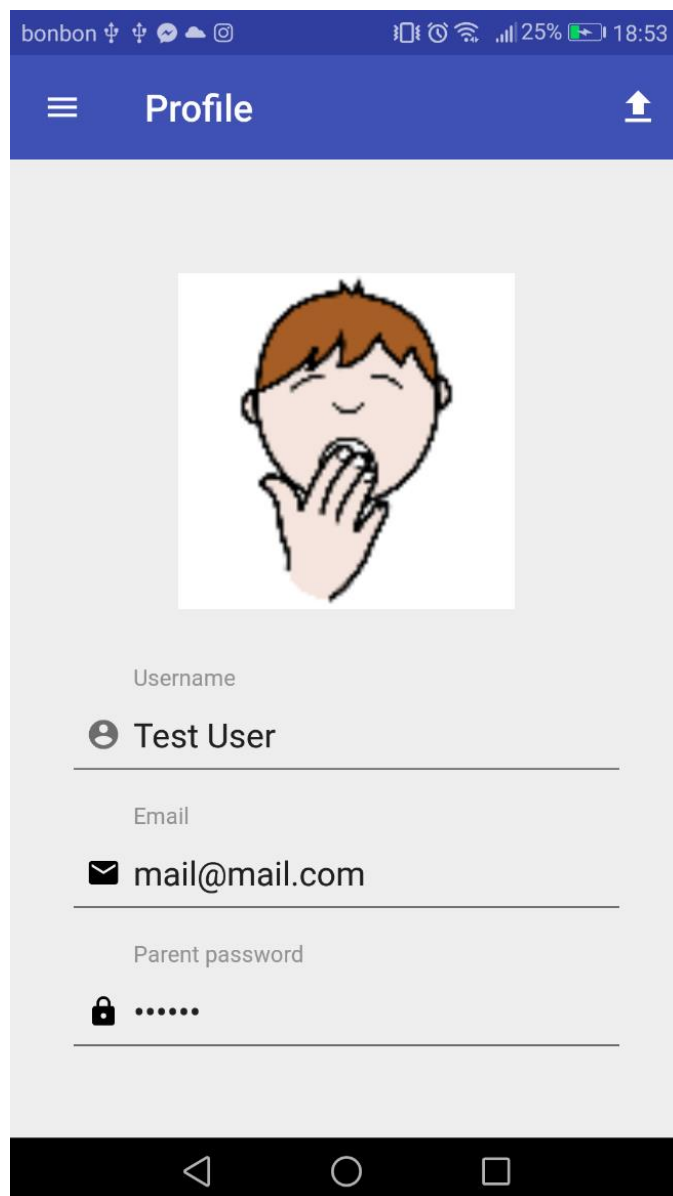 bonbon 25% 18:53
Profile
Username
Test User
Email
mail@mail.com
Parent password
••••••